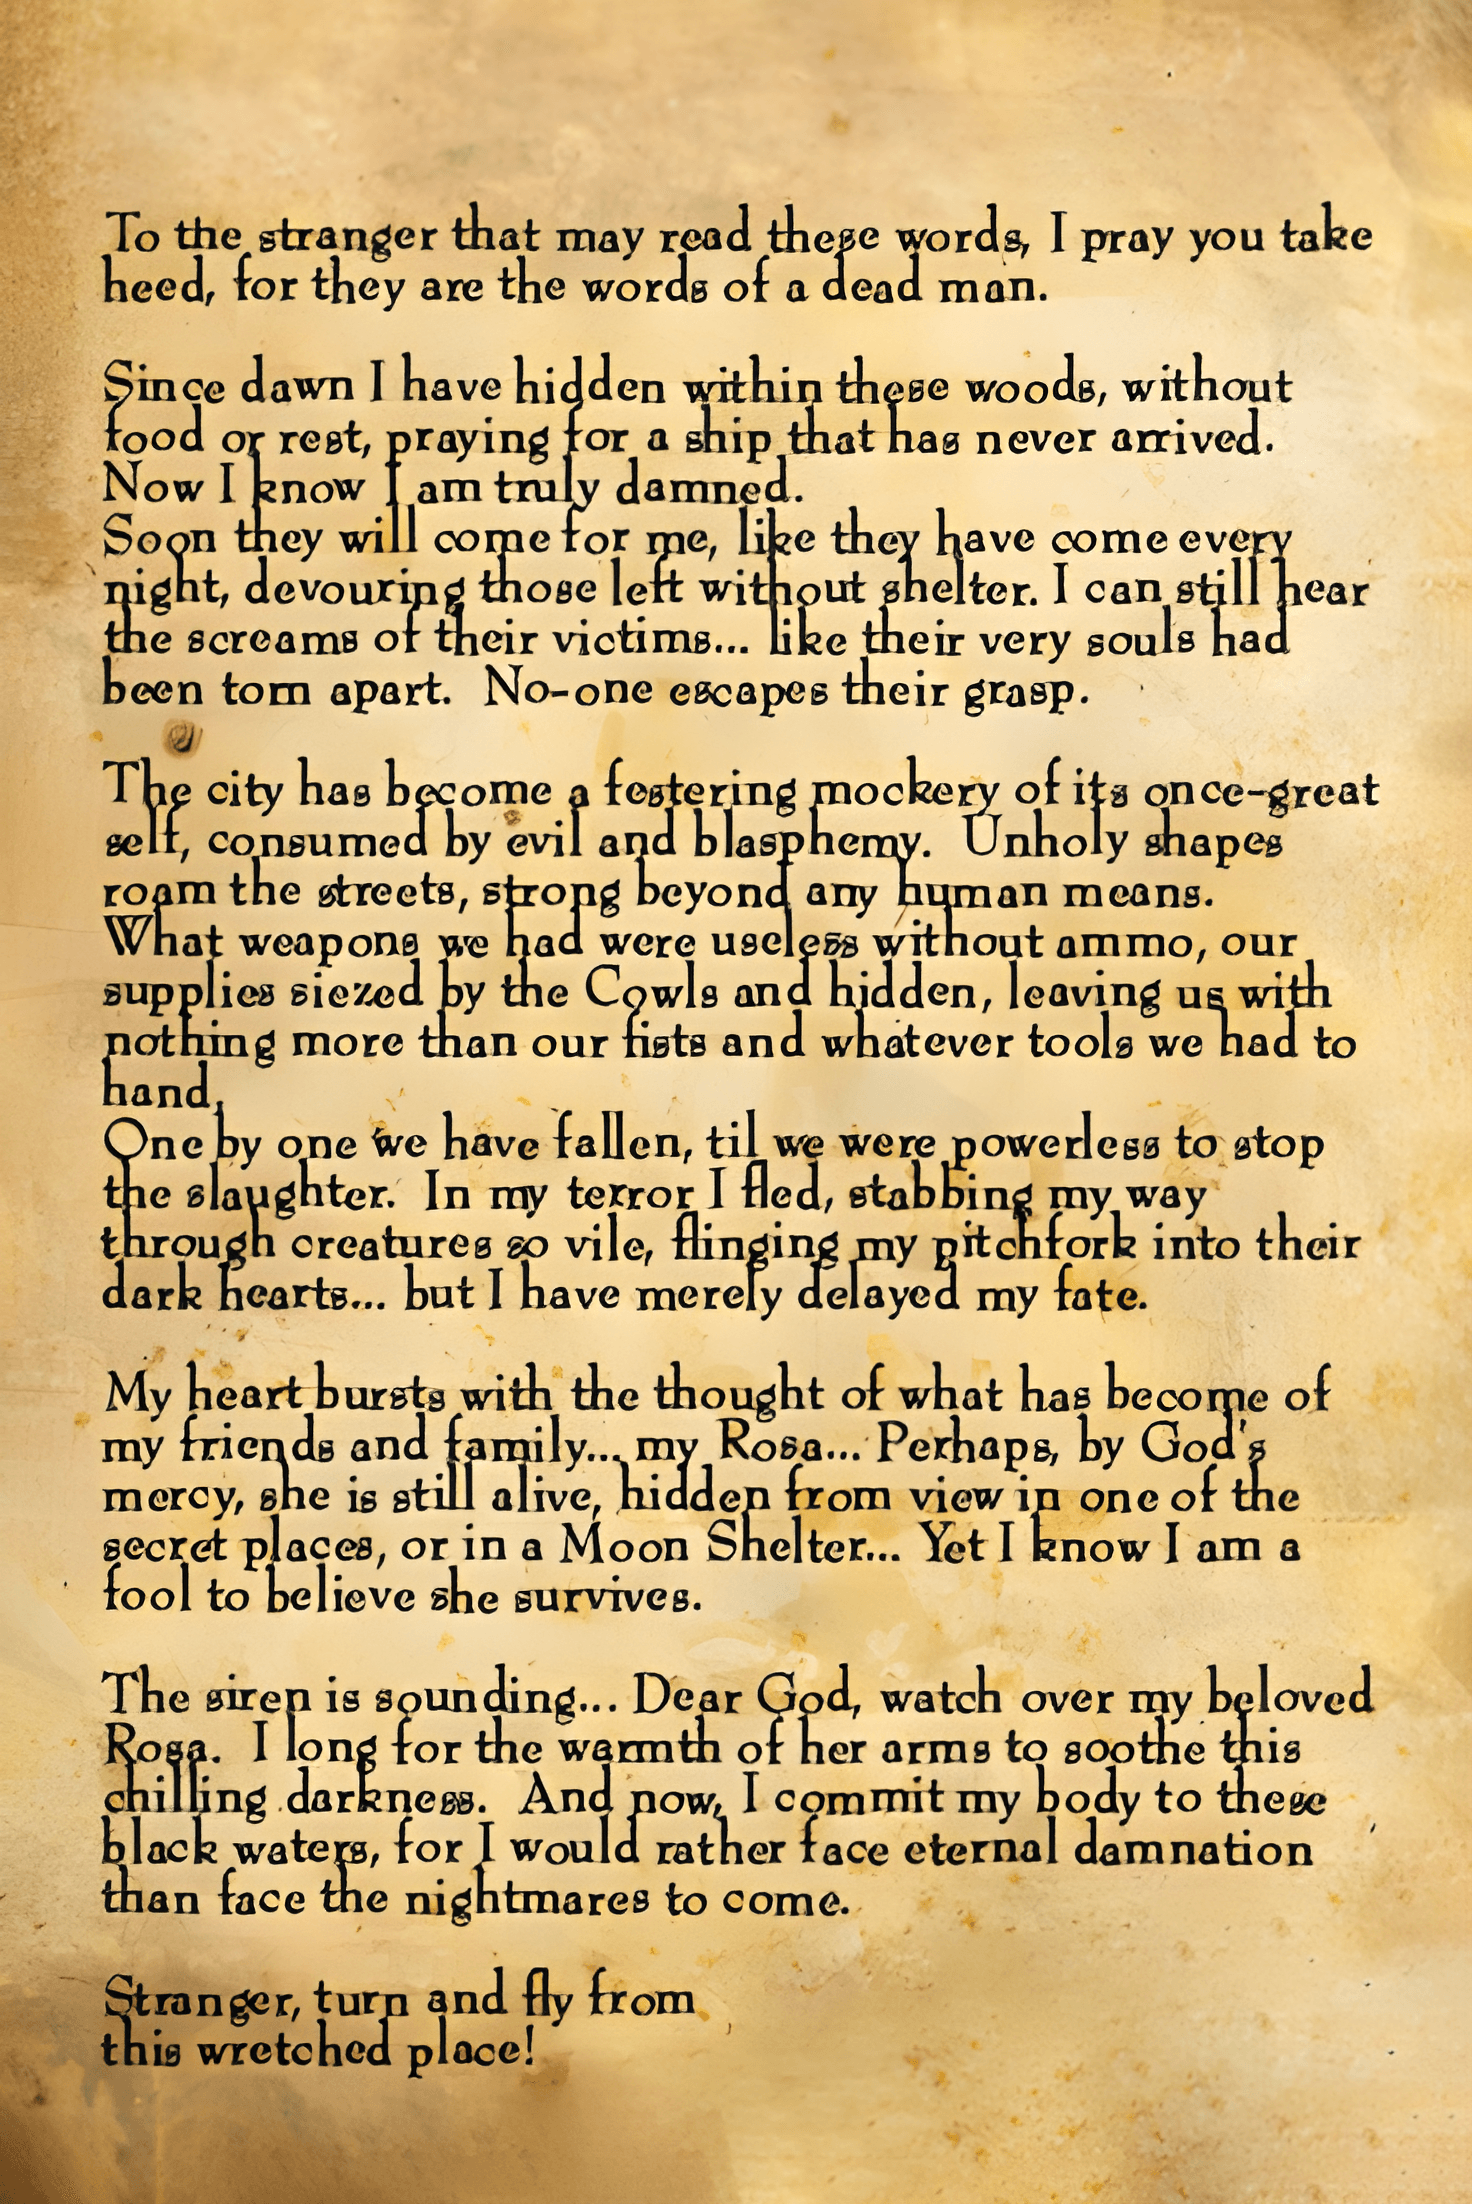 To the stranger that may read these words, I pray you take
heed, for they are the words of a dead man.
Since dawn I have hidden within these woods, without
food or rest, praying for a ship that has never arrived.
Now I know I am truly damned.
Soon they will come for me, like they have come every
night, devouring those left without shelter. I can still hear
the screams of their victims... like their very souls had
been torn apart. No-one escapes their grasp.
The city has become a festering mockery of its once-great
self, consumed by evil and blasphemy. Unholy shapes
roam the streets, strong beyond any human means.
What weapons we had were useless without ammo, our
supplies siezed by the Cowls and hidden, leaving us with
nothing more than our fists and whatever tools we had to
hand.
One by one we have fallen, til we were powerless to stop
the slaughter. In my terror I fled, stabbing my way
through creatures so vile, flinging my pitchfork into their
dark hearts... but I have merely delayed my fate.
My heart bursts with the thought of what has become of
my friends and family... my Rosa... Perhaps, by God's
mercy, she is still alive, hidden from view in one of the
secret places, or in a Moon Shelter... Yet I know I am a
fool to believe she survives.
The siren is sounding... Dear God, watch over my beloved
Rosa. I long for the warmth of her arms to soothe this
chilling darkness. And now, I commit my body to these
black waters, for I would rather face eternal damnation
than face the nightmares to come.
Stranger, turn and fly from
this wretched place!